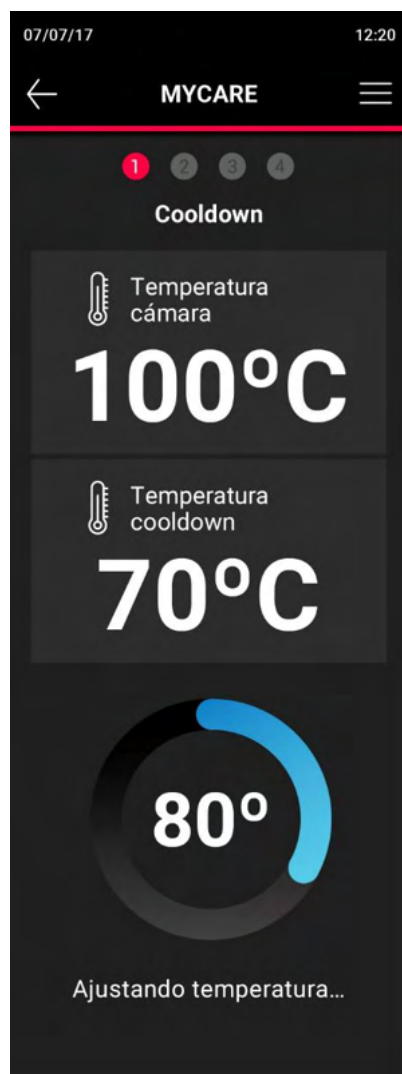 07/07/17 12:20
MYCARE
1 2 3 4
Cooldown
Temperatura
cámara
100ºC
Temperatura
cooldown
70ºC
80º
Ajustando temperatura...